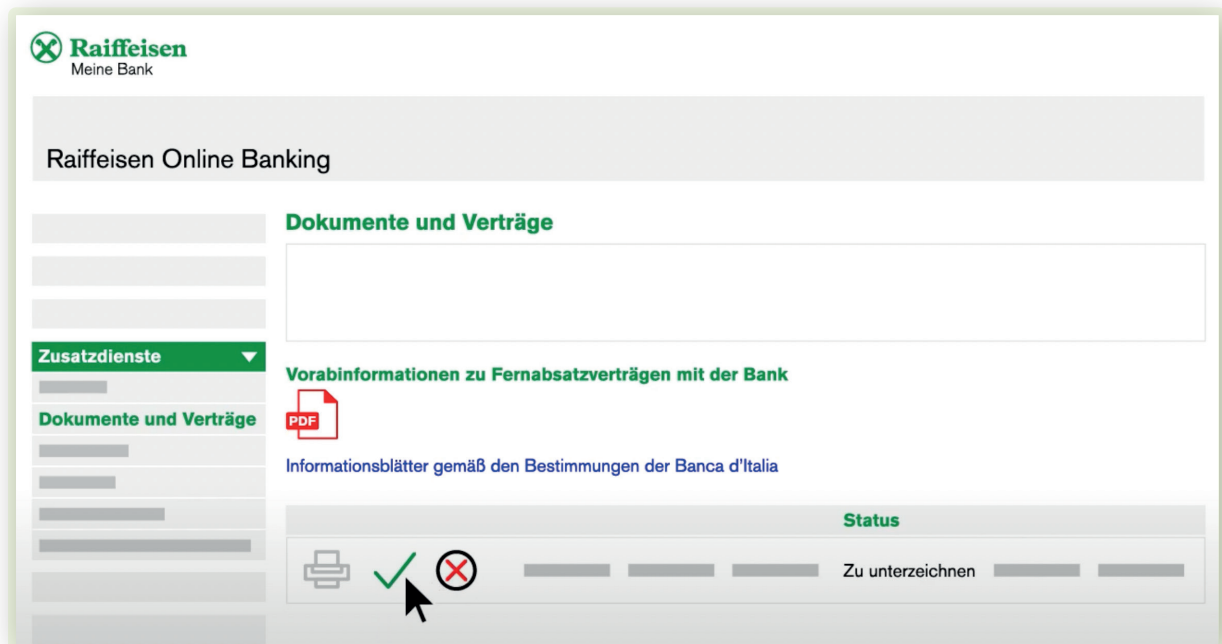 Raiffeisen
Meine Bank
Raiffeisen Online Banking
Dokumente und Verträge
Zusatzdienste
Vorabinformationen zu Fernabsatzverträgen mit der Bank
Dokumente und Verträge
PDF
Informationsblätter gemäß den Bestimmungen der Banca d'Italia
Status
Zu unterzeichnen